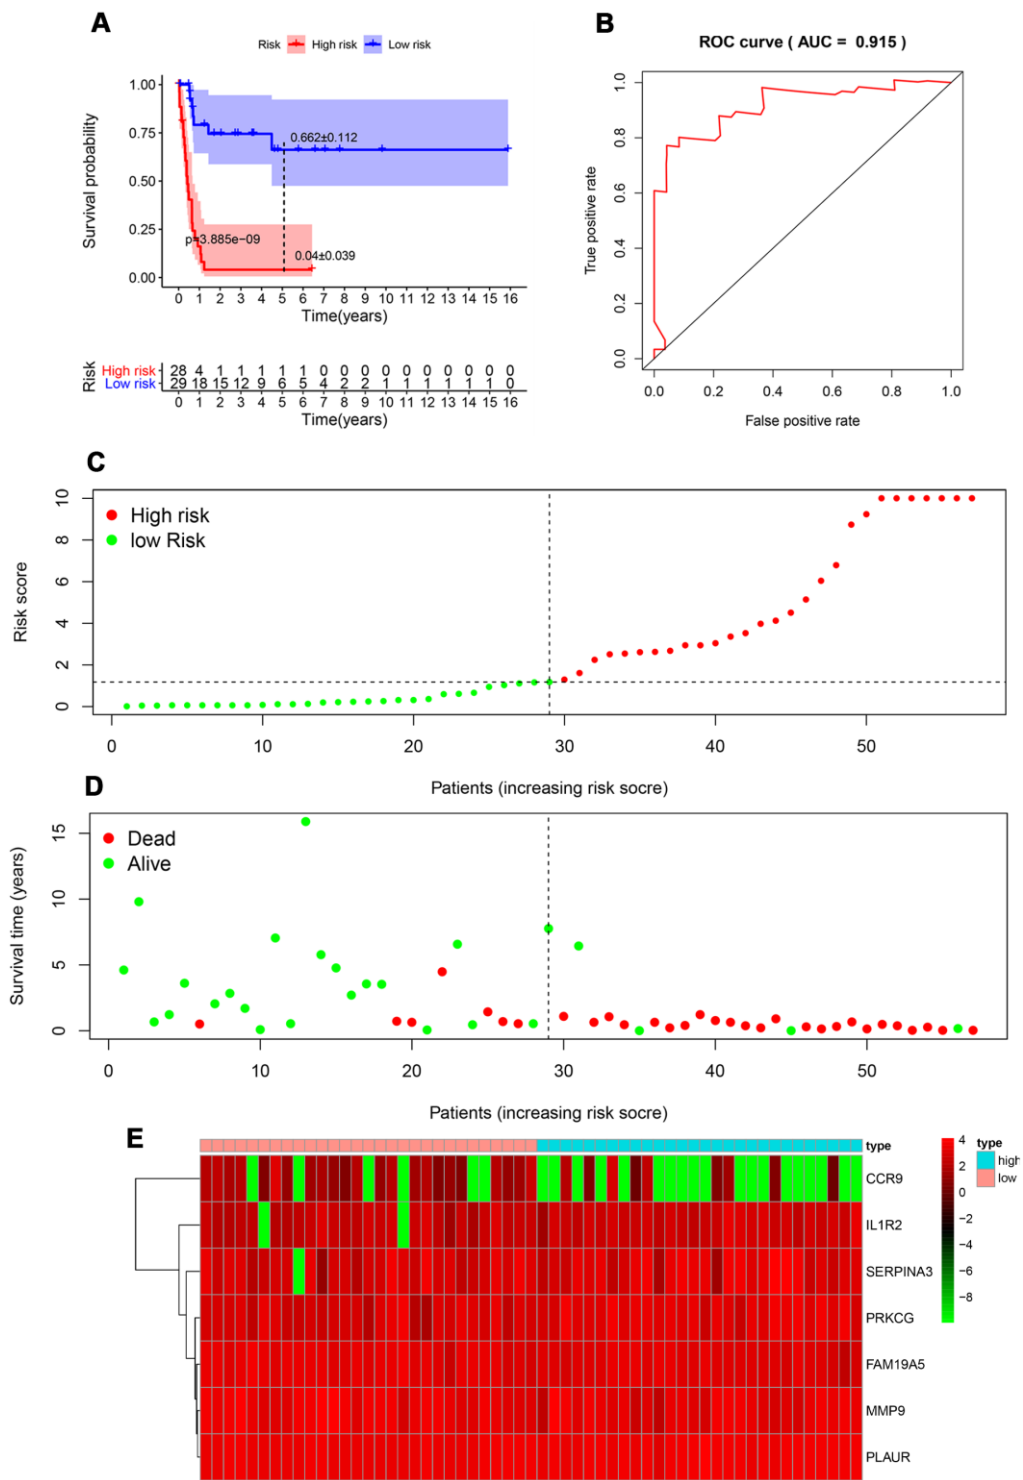 A
Risk High risk Low risk
Survival probability
1.00
0.75
0.50
0.25
0.00
0.662±0.112
p=3.885e−09
0.04±0.039
0 1 2 3 4 5 6 7 8 9 10 11 12 13 14 15 16
Time(years)
Risk
High risk 28 4 1 1 1 1 1 0 0 0 0 0 0 0 0 0 0
Low risk 29 18 15 12 9 6 5 4 2 2 1 1 1 1 1 1 0
0 1 2 3 4 5 6 7 8 9 10 11 12 13 14 15 16
Time(years)
B
ROC curve ( AUC = 0.915 )
True positive rate
1.0
0.8
0.6
0.4
0.2
0.0
0.0 0.2 0.4 0.6 0.8 1.0
False positive rate
C
Risk score
10
8
6
4
2
0
High risk
low Risk
0 10 20 30 40 50
Patients (increasing risk socre)
D
Survival time (years)
15
10
5
0
Dead
Alive
0 10 20 30 40 50
Patients (increasing risk socre)
E
type
CCR9
IL1R2
SERPINA3
PRKCG
FAM19A5
MMP9
PLAUR
4
2
0
−2
−4
−6
−8
type
high
low